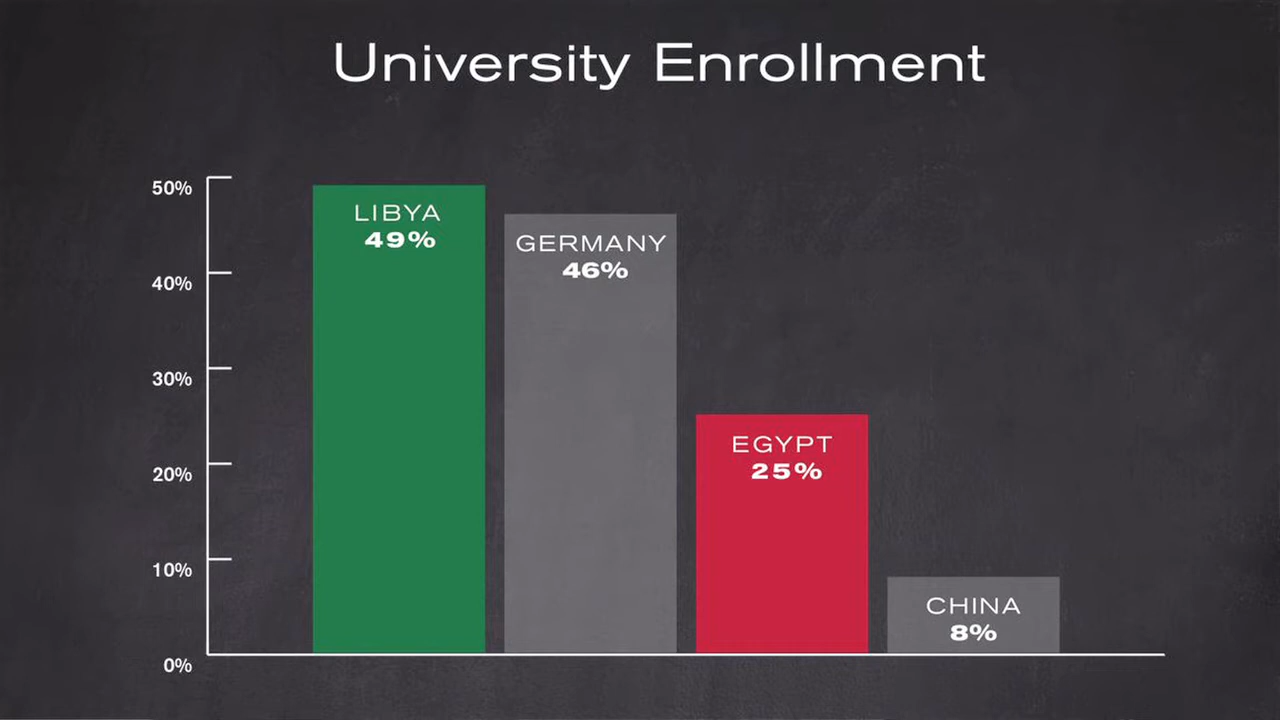 University Enrollment
50%
40%
30%
20%
10%
0%
LIBYA
49%
GERMANY
46%
EGYPT
25%
CHINA
8%